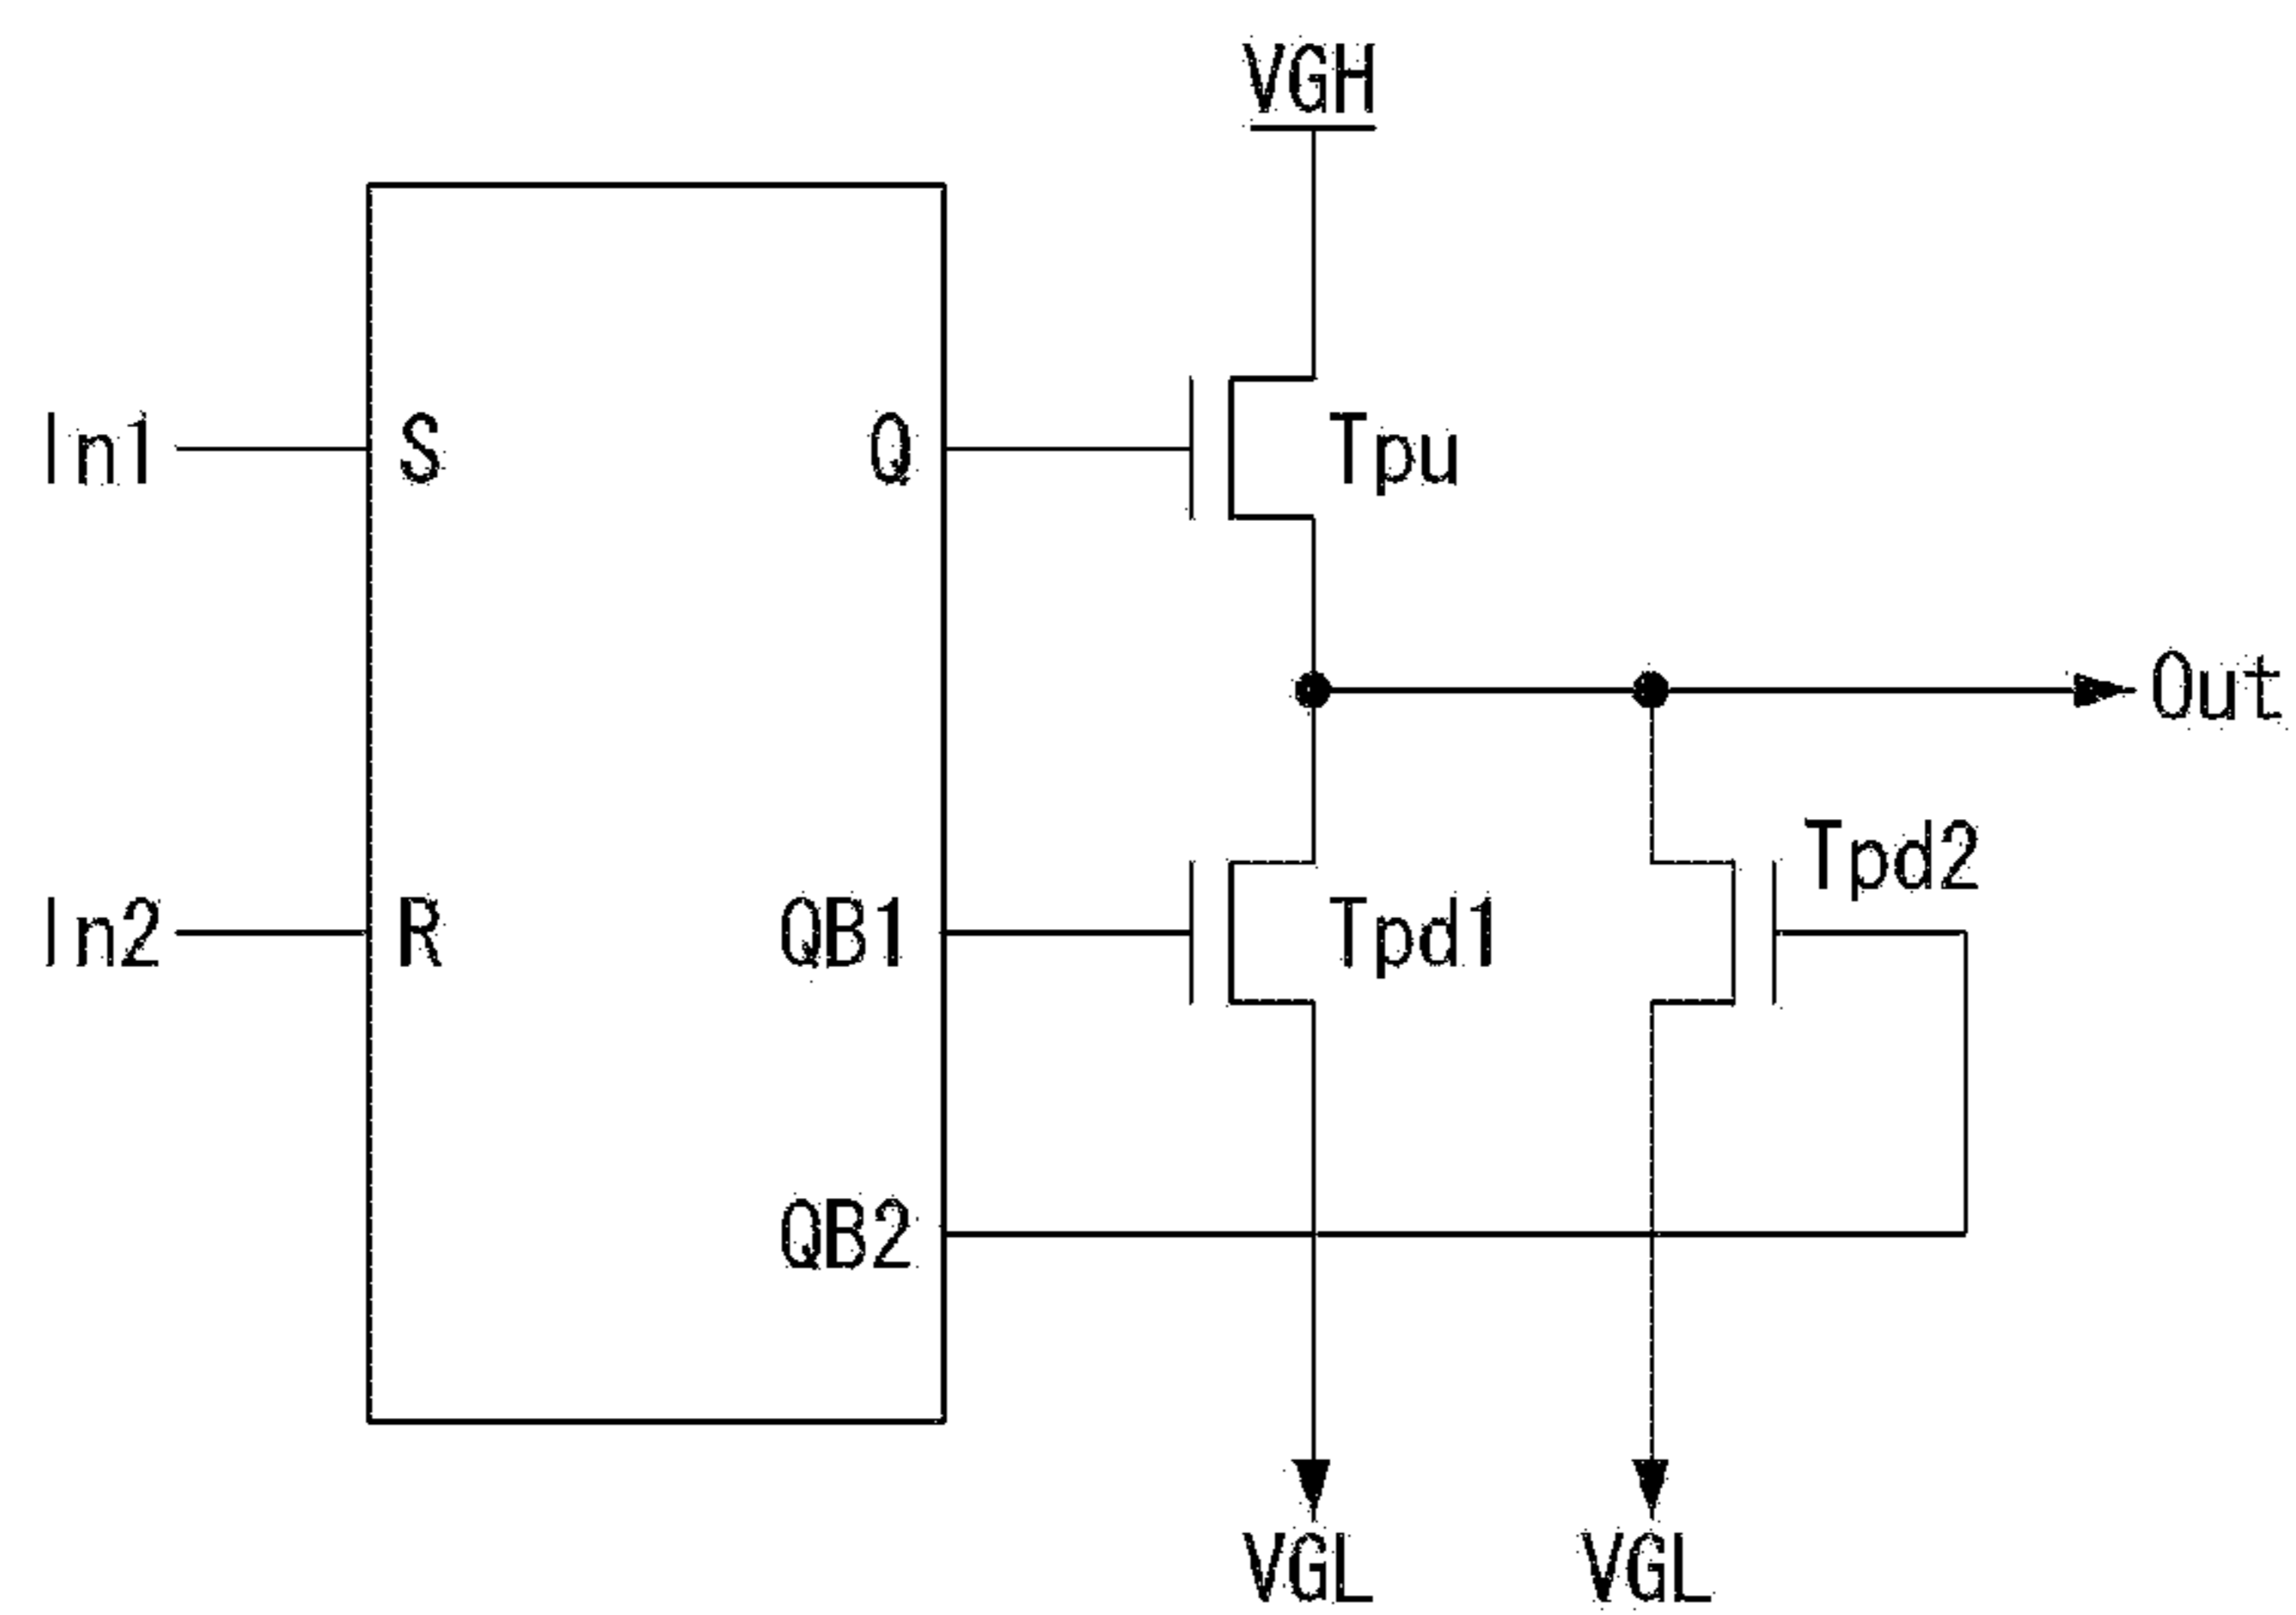 VGH
In1
S
Q
Tpu
Out
Tpd2
In2
R
QB1
Tpd1
QB2
VGL
VGL